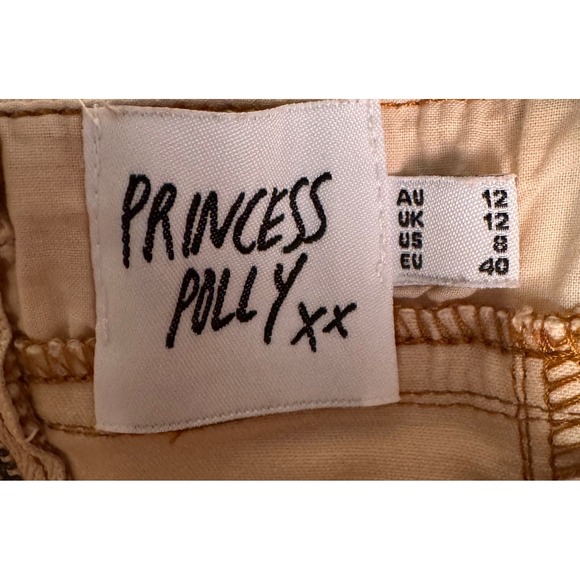 PRINCESS
POLLY xx
AU 12
UK 12
US 8
EU 40